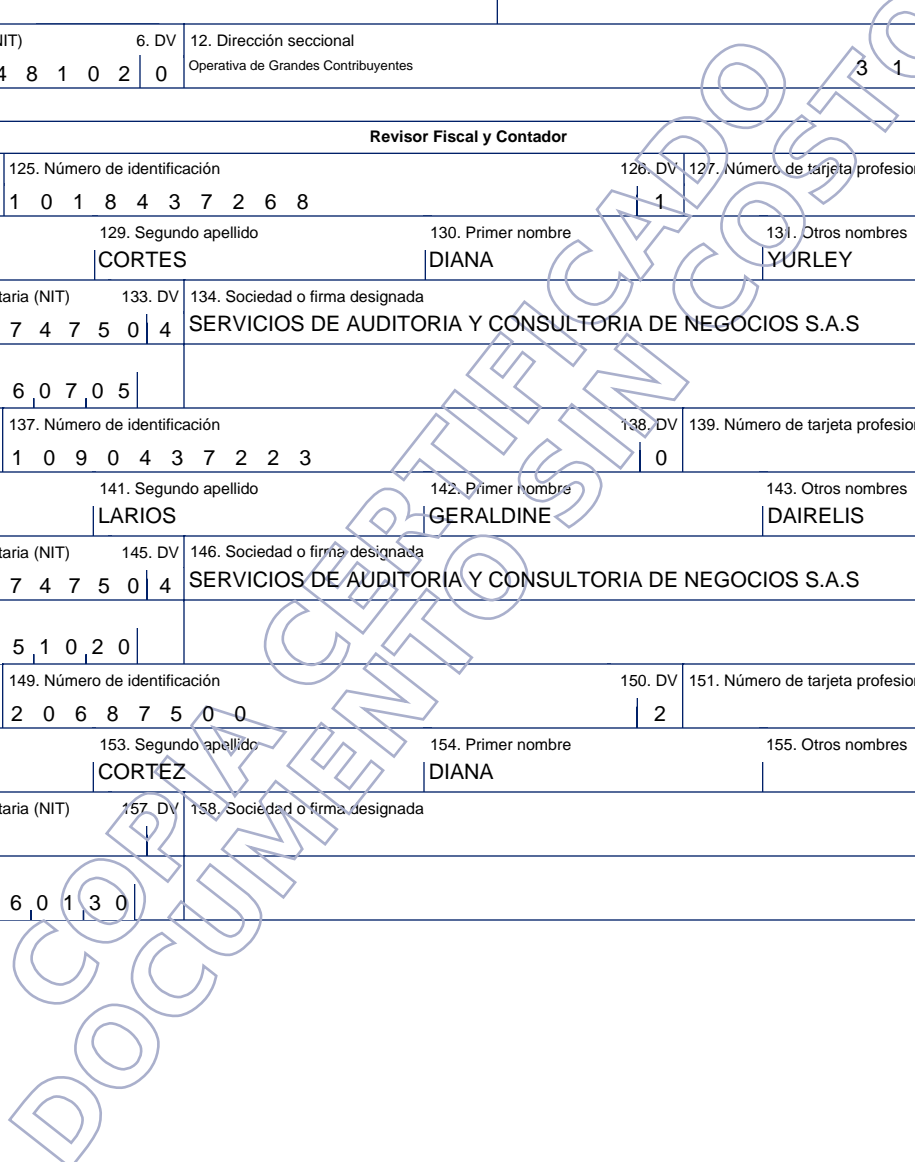 NIT) 6. DV 12. Dirección seccional
4 8 1 0 2 0 Operativa de Grandes Contribuyentes 3 1
Revisor Fiscal y Contador
125. Número de identificación 126. DV 127. Número de tarjeta profesion
1 0 1 8 4 3 7 2 6 8 1
129. Segundo apellido 130. Primer nombre 131. Otros nombres
CORTES DIANA YURLEY
taria (NIT) 133. DV 134. Sociedad o firma designada
7 4 7 5 0 4 SERVICIOS DE AUDITORIA Y CONSULTORIA DE NEGOCIOS S.A.S
6 0 7 0 5
137. Número de identificación 138. DV 139. Número de tarjeta profesion
1 0 9 0 4 3 7 2 2 3 0
141. Segundo apellido 142. Primer nombre 143. Otros nombres
LARIOS GERALDINE DAIRELIS
taria (NIT) 145. DV 146. Sociedad o firma designada
7 4 7 5 0 4 SERVICIOS DE AUDITORIA Y CONSULTORIA DE NEGOCIOS S.A.S
5 1 0 2 0
149. Número de identificación 150. DV 151. Número de tarjeta profesion
2 0 6 8 7 5 0 0 2
153. Segundo apellido 154. Primer nombre 155. Otros nombres
CORTEZ DIANA
taria (NIT) 157. DV 158. Sociedad o firma designada
6 0 1 3 0
COPIA CERTIFICADO
DOCUMENTO SIN COSTO